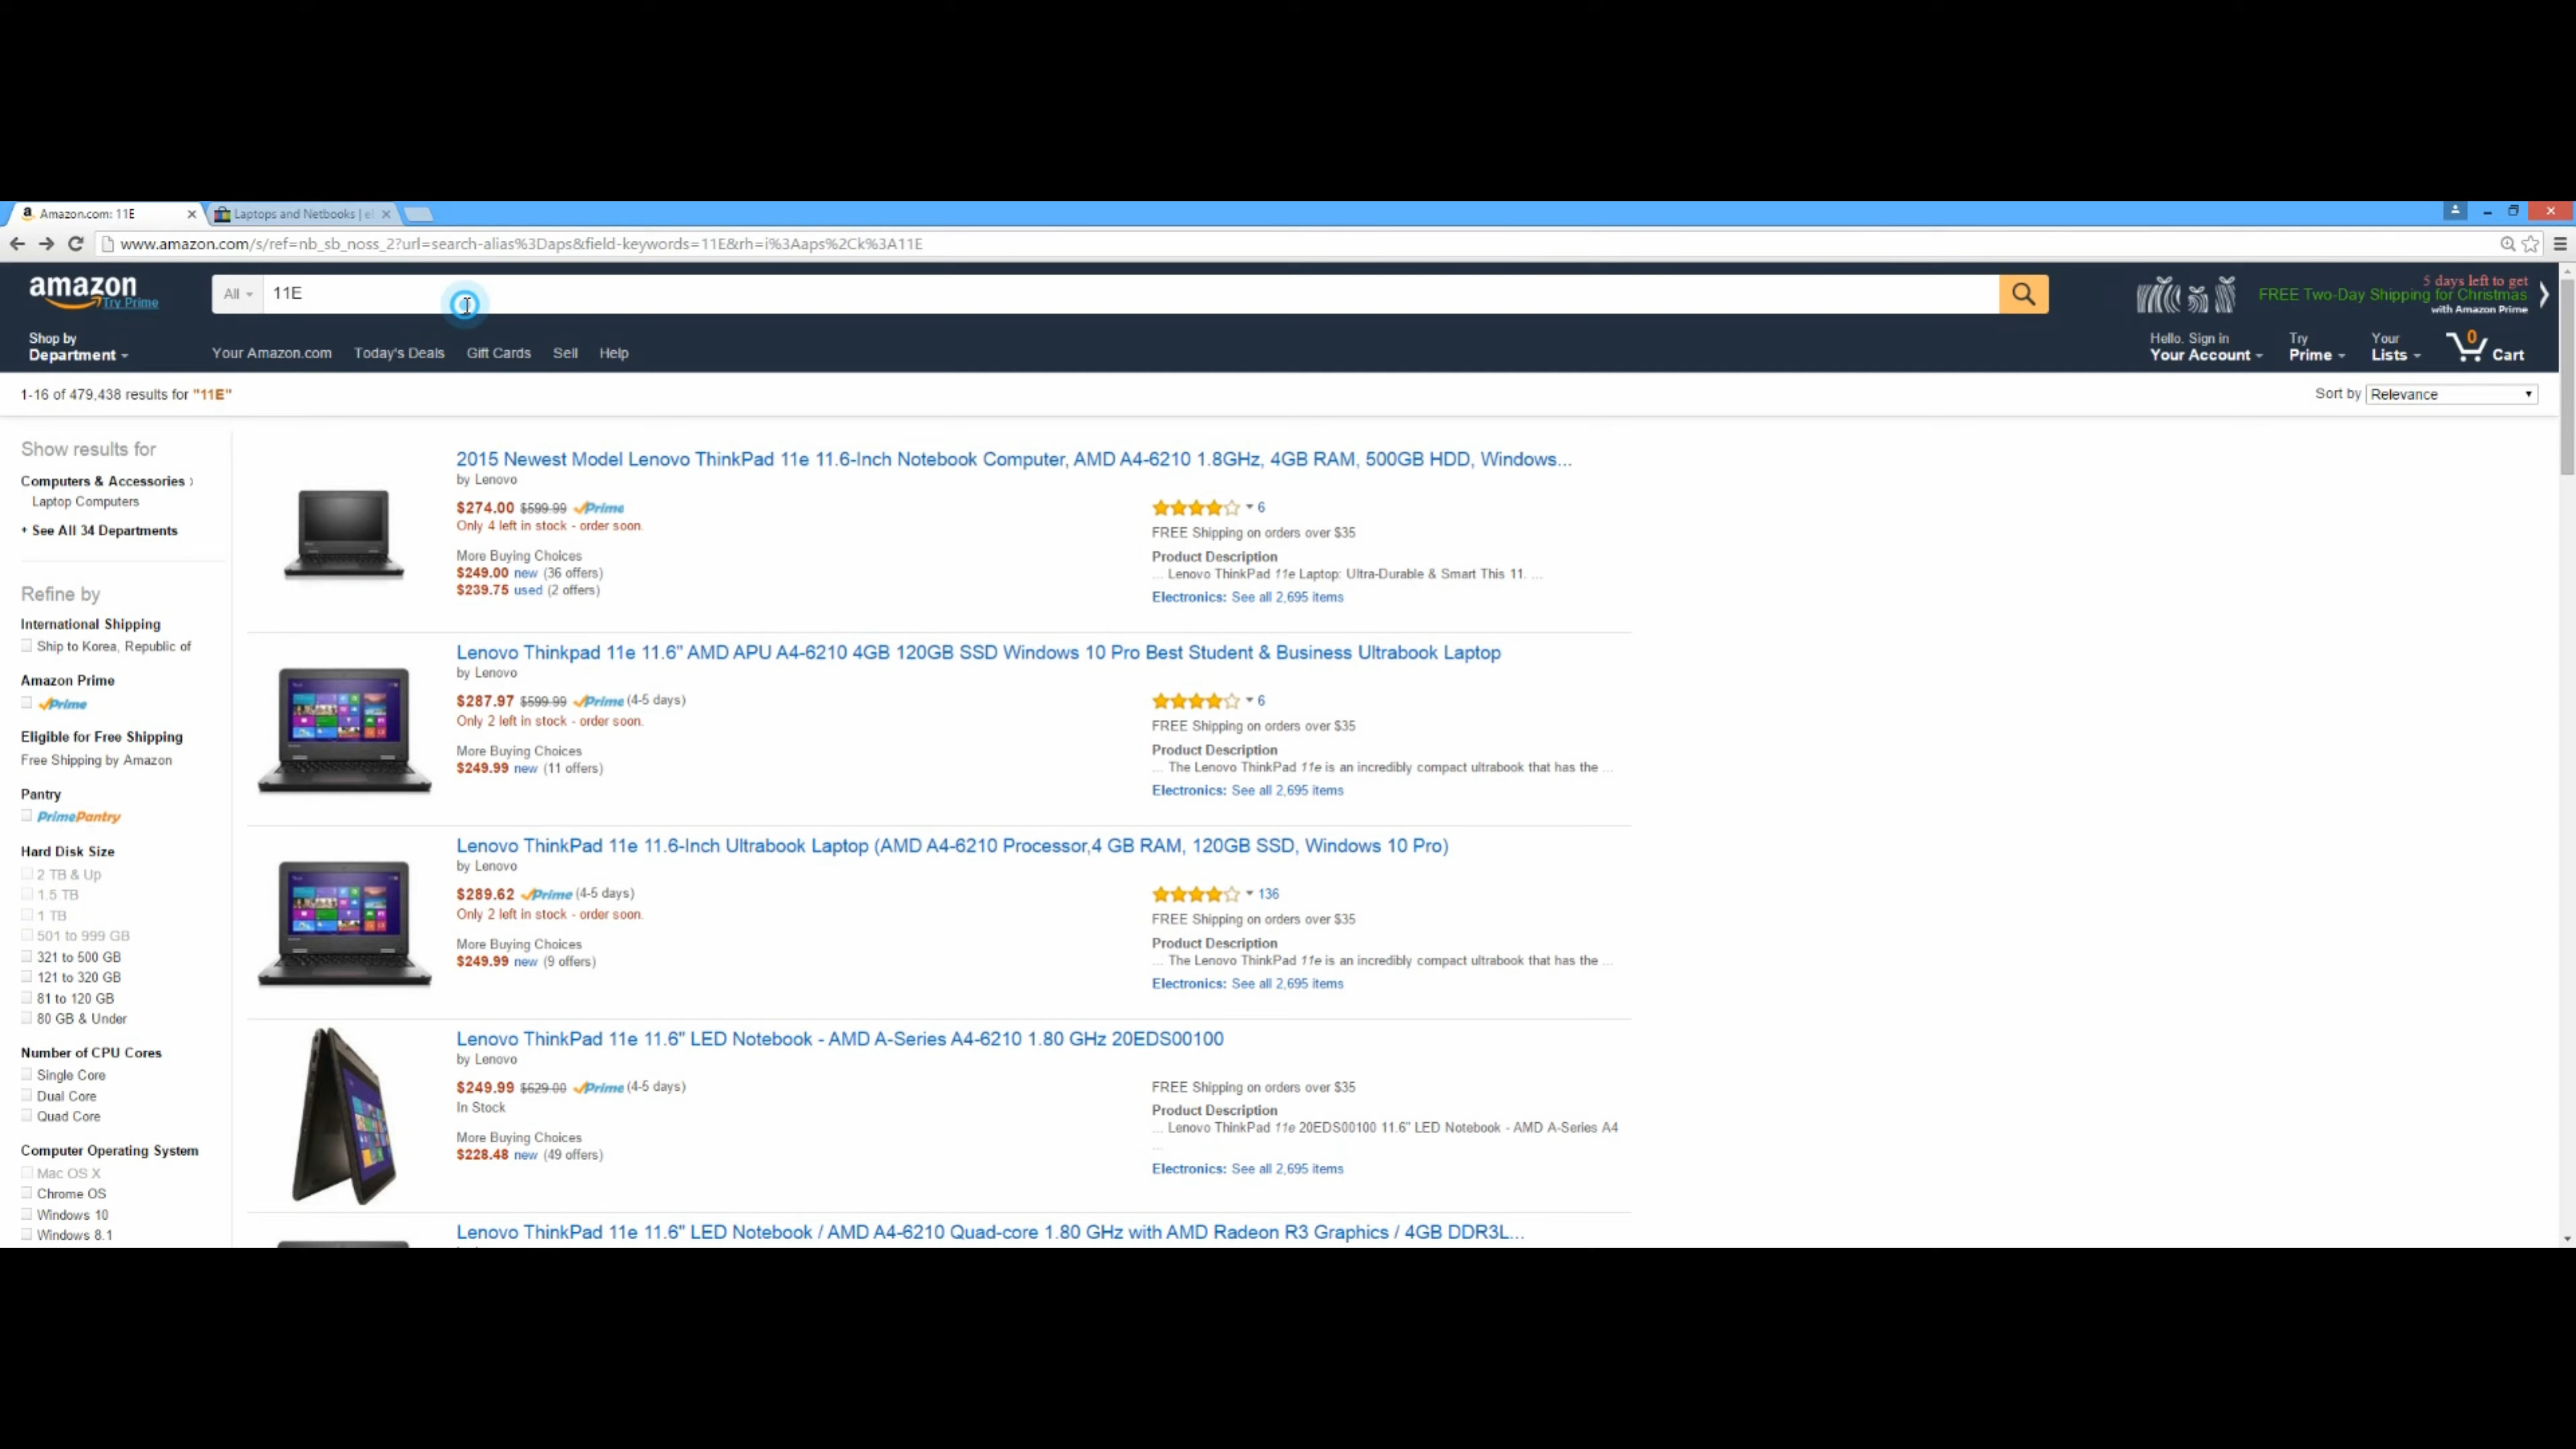 Amazon.com: 11E
Laptops and Netbooks | e
www.amazon.com/s/ref=nb_sb_noss_2?url=search-alias%3Daps&field-keywords=11E&rh=i%3Aaps%2Ck%3A11E
amazon
Try Prime
All
11E
5 days left to get
FREE Two-Day Shipping for Christmas
with Amazon Prime
Shop by
Department
Your Amazon.com
Today's Deals
Gift Cards
Sell
Help
Hello. Sign in
Your Account
Try
Prime
Your
Lists
0
Cart
1-16 of 479,438 results for "11E"
Sort by Relevance
Show results for
Computers & Accessories ›
Laptop Computers
+ See All 34 Departments
Refine by
International Shipping
Ship to Korea, Republic of
Amazon Prime
Prime
Eligible for Free Shipping
Free Shipping by Amazon
Pantry
PrimePantry
Hard Disk Size
2 TB & Up
1.5 TB
1 TB
501 to 999 GB
321 to 500 GB
121 to 320 GB
81 to 120 GB
80 GB & Under
Number of CPU Cores
Single Core
Dual Core
Quad Core
Computer Operating System
Mac OS X
Chrome OS
Windows 10
Windows 8.1
2015 Newest Model Lenovo ThinkPad 11e 11.6-Inch Notebook Computer, AMD A4-6210 1.8GHz, 4GB RAM, 500GB HDD, Windows...
by Lenovo
$274.00 $599.99 Prime
Only 4 left in stock - order soon.
More Buying Choices
$249.00 new (36 offers)
$239.75 used (2 offers)
6
FREE Shipping on orders over $35
Product Description
... Lenovo ThinkPad 11e Laptop: Ultra-Durable & Smart This 11. ...
Electronics: See all 2,695 items
Lenovo Thinkpad 11e 11.6" AMD APU A4-6210 4GB 120GB SSD Windows 10 Pro Best Student & Business Ultrabook Laptop
by Lenovo
$287.97 $599.99 Prime (4-5 days)
Only 2 left in stock - order soon.
More Buying Choices
$249.99 new (11 offers)
6
FREE Shipping on orders over $35
Product Description
... The Lenovo ThinkPad 11e is an incredibly compact ultrabook that has the ...
Electronics: See all 2,695 items
Lenovo ThinkPad 11e 11.6-Inch Ultrabook Laptop (AMD A4-6210 Processor,4 GB RAM, 120GB SSD, Windows 10 Pro)
by Lenovo
$289.62 Prime (4-5 days)
Only 2 left in stock - order soon.
More Buying Choices
$249.99 new (9 offers)
136
FREE Shipping on orders over $35
Product Description
... The Lenovo ThinkPad 11e is an incredibly compact ultrabook that has the ...
Electronics: See all 2,695 items
Lenovo ThinkPad 11e 11.6" LED Notebook - AMD A-Series A4-6210 1.80 GHz 20EDS00100
by Lenovo
$249.99 $629.00 Prime (4-5 days)
In Stock
More Buying Choices
$228.48 new (49 offers)
FREE Shipping on orders over $35
Product Description
... Lenovo ThinkPad 11e 20EDS00100 11.6" LED Notebook - AMD A-Series A4
...
Electronics: See all 2,695 items
Lenovo ThinkPad 11e 11.6" LED Notebook / AMD A4-6210 Quad-core 1.80 GHz with AMD Radeon R3 Graphics / 4GB DDR3L...